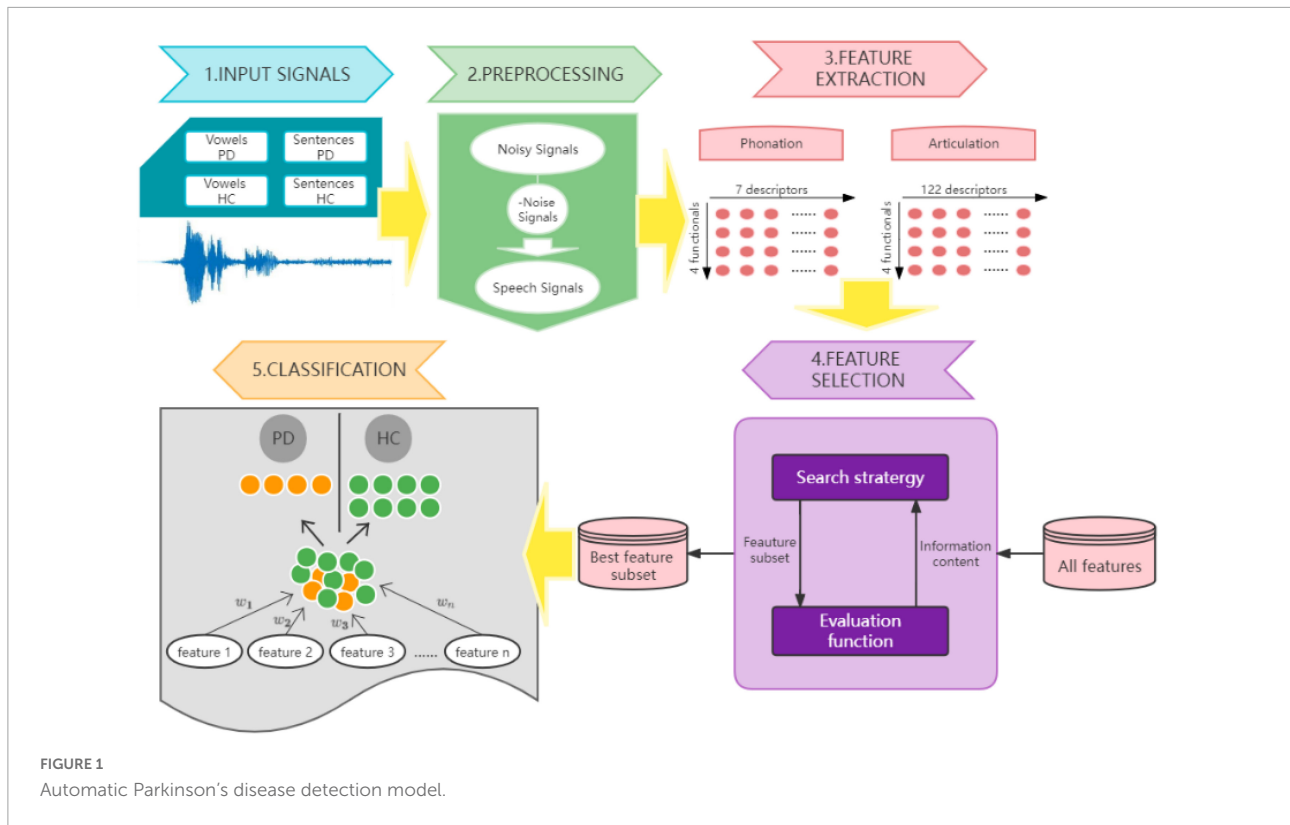 1.INPUT SIGNALS
2.PREPROCESSING
3.FEATURE
EXTRACTION
Vowels
PD
Sentences
PD
Vowels
HC
Sentences
HC
Noisy Signals
-Noise
Signals
Speech Signals
Phonation
Articulation
7 descriptors
4 functionals
......
......
122 descriptors
4 functionals
......
......
5.CLASSIFICATION
4.FEATURE
SELECTION
PD
HC
w1
w2
w3
wn
feature 1
feature 2
feature 3
......
feature n
Best feature
subset
Search stratergy
Feauture
subset
Information
content
Evaluation
function
All features
FIGURE 1
Automatic Parkinson's disease detection model.